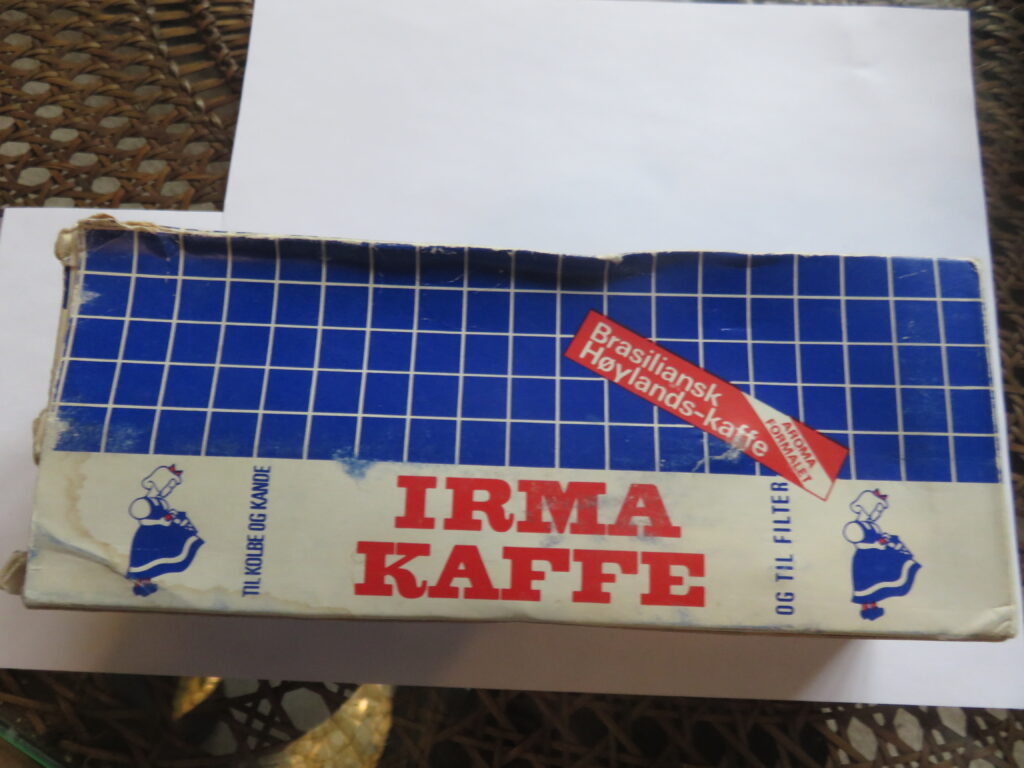 Brasiliansk
Høylands-kaffe
AROMA
FORMALET
TIL KOLBE OG KANDE
IRMA
KAFFE
OG TIL FILTER